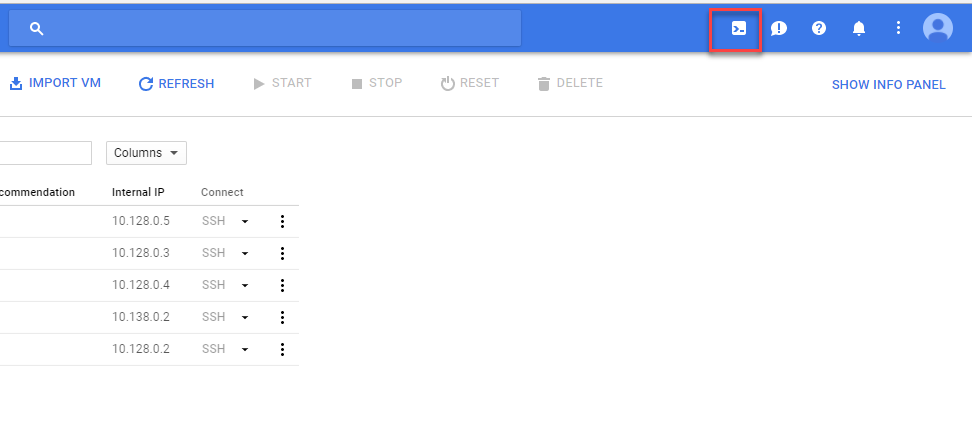 IMPORT VM REFRESH START STOP RESET DELETE SHOW INFO PANEL
Columns
commendation Internal IP Connect
10.128.0.5 SSH
10.128.0.3 SSH
10.128.0.4 SSH
10.138.0.2 SSH
10.128.0.2 SSH